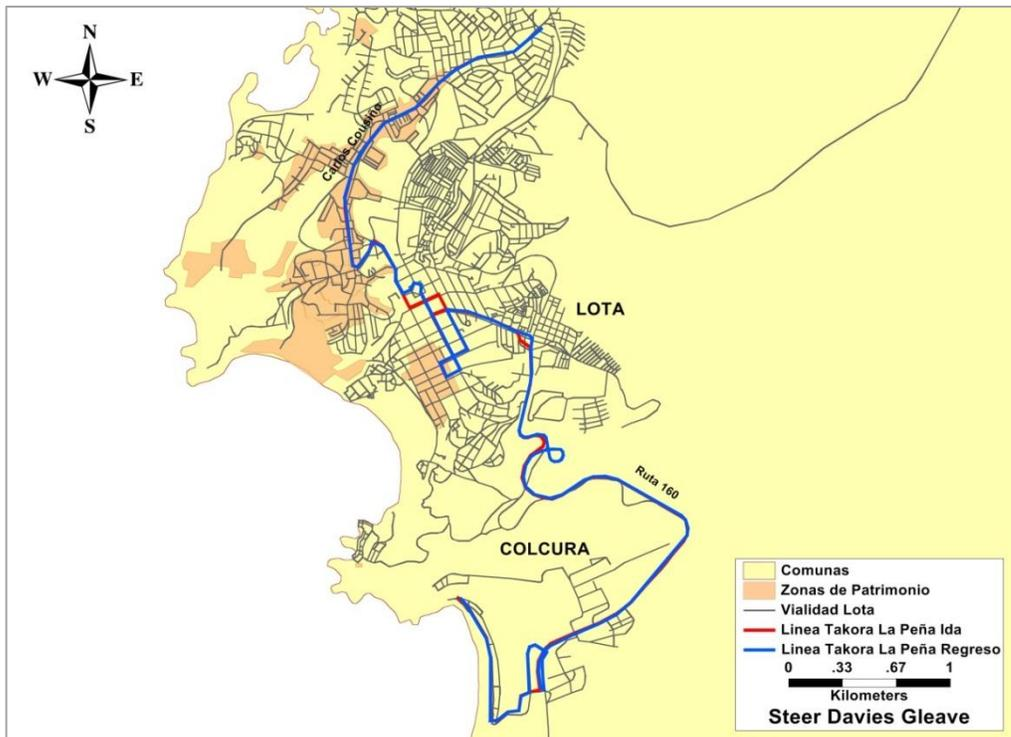 N
W E
S
Carlos Cousiño
LOTA
Ruta 160
COLCURA
Comunas
Zonas de Patrimonio
Vialidad Lota
Linea Takora La Peña Ida
Linea Takora La Peña Regreso
0 .33 .67 1
Kilometers
Steer Davies Gleave